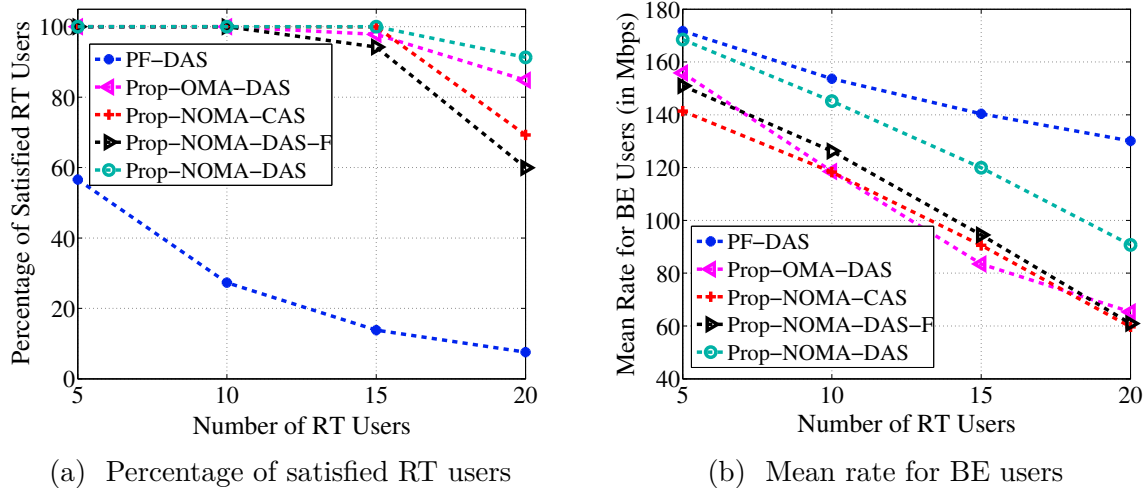 100
80
60
40
20
0
Percentage of Satisfied RT Users
PF-DAS
Prop-OMA-DAS
Prop-NOMA-CAS
Prop-NOMA-DAS-F
Prop-NOMA-DAS
5
10
15
20
Number of RT Users
(a) Percentage of satisfied RT users
180
160
140
120
100
80
60
40
Mean Rate for BE Users (in Mbps)
PF-DAS
Prop-OMA-DAS
Prop-NOMA-CAS
Prop-NOMA-DAS-F
Prop-NOMA-DAS
5
10
15
20
Number of RT Users
(b) Mean rate for BE users